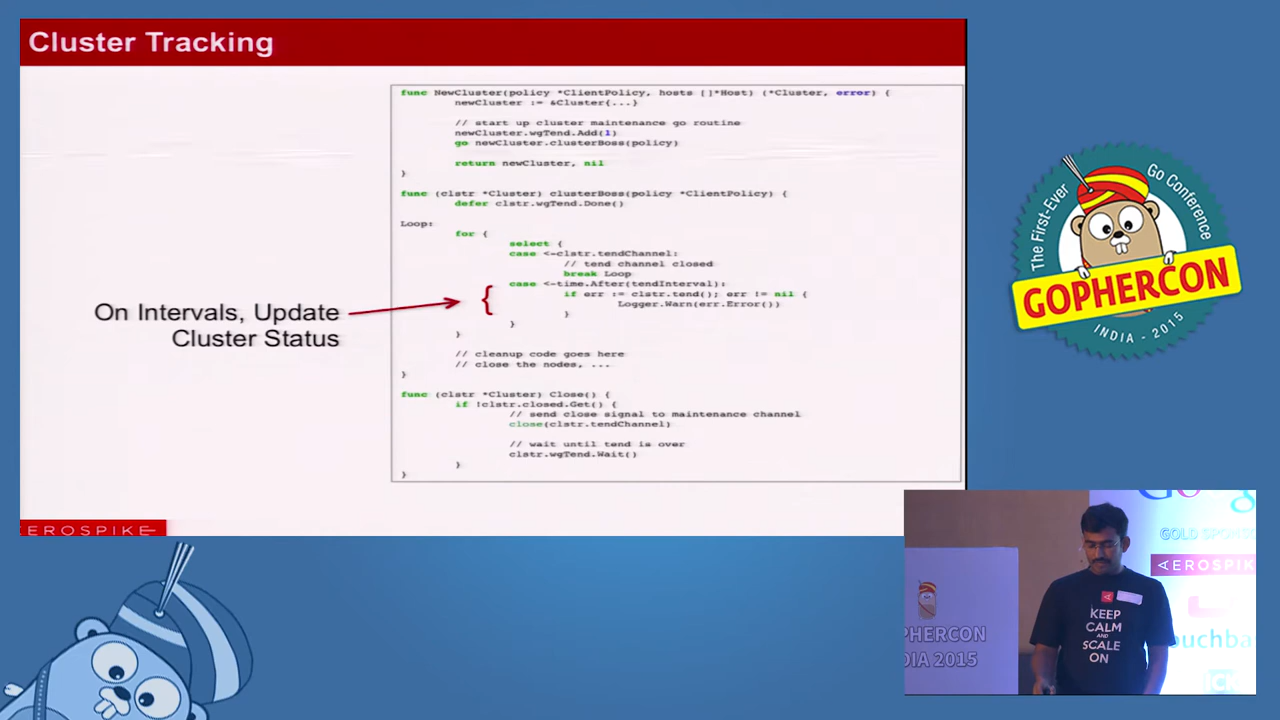 Cluster Tracking
func NewCluster(policy *ClientPolicy, hosts []*Host) (*Cluster, error) {
newCluster := &Cluster{...}
// start up cluster maintenance go routine
newCluster.wgTend.Add(1)
go newCluster.clusterBoss(policy)
return newCluster, nil
}
func (clstr *Cluster) clusterBoss(policy *ClientPolicy) {
defer clstr.wgTend.Done()
Loop:
for {
select {
case <-clstr.tendChannel:
// tend channel closed
break Loop
case <-time.After(tendInterval):
if err := clstr.tend(); err != nil {
Logger.Warn(err.Error())
}
}
}
// cleanup code goes here
// close the nodes, ...
}
func (clstr *Cluster) Close() {
if !clstr.closed.Get() {
// send close signal to maintenance channel
close(clstr.tendChannel)
// wait until tend is over
clstr.wgTend.Wait()
}
}
{
On Intervals, Update
Cluster Status
EROSPIKE
The First-Ever
Go Conference
GOPHERCON
INDIA - 2015
GOLD SPONS
AEROSPIK
PHERCON
DIA 2015
KEEP
CALM
AND
SCALE
ON
uchba